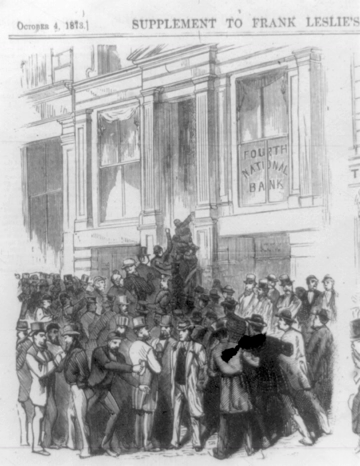 October 4, 1873.]
SUPPLEMENT TO FRANK LESLIE'S
FOURTH
NATIONAL
BANK